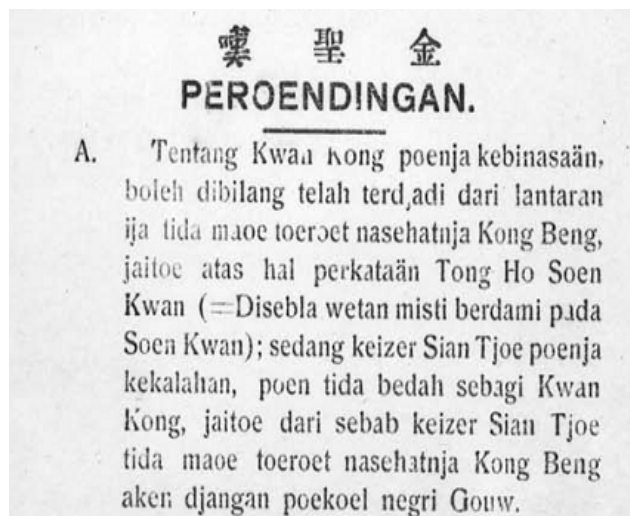 金聖嘆
PEROENDINGAN.
A. Tentang Kwan Kong poenja kebinasaän,
boleh dibilang telah terdjadi dari lantaran
ija tida maoe toeroet nasehatnja Kong Beng,
jaitoe atas hal perkataän Tong Ho Soen
Kwan (=Disebla wetan misti berdami pada
Soen Kwan); sedang keizer Sian Tjoe poenja
kekalahan, poen tida bedah sebagi Kwan
Kong, jaitoe dari sebab keizer Sian Tjoe
tida maoe toeroet nasehatnja Kong Beng
aken djangan poekoel negri Gouw.